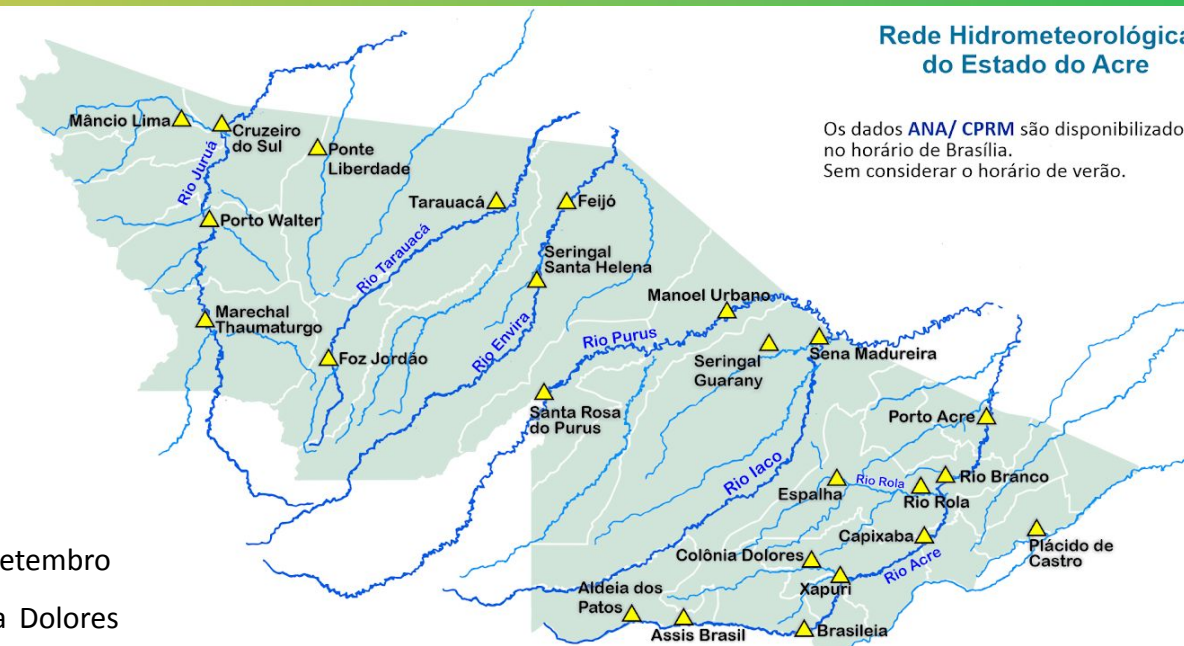 Rede Hidrometeorológica
do Estado do Acre
Os dados ANA/ CPRM são disponibilizado
no horário de Brasília.
Sem considerar o horário de verão.
Mâncio Lima
Cruzeiro
do Sul
Ponte
Liberdade
Rio Juruá
Porto Walter
Tarauacá
Feijó
Rio Tarauacá
Seringal
Santa Helena
Marechal
Thaumaturgo
Foz Jordão
Rio Envira
Manoel Urbano
Rio Purus
Seringal
Guarany
Sena Madureira
Santa Rosa
do Purus
Porto Acre
Rio Iaco
Espalha
Rio Rola
Rio Rola
Rio Branco
Capixaba
Plácido de
Castro
Colônia Dolores
Rio Acre
Xapuri
Aldeia dos
Patos
Assis Brasil
Brasileia
etembro
a Dolores